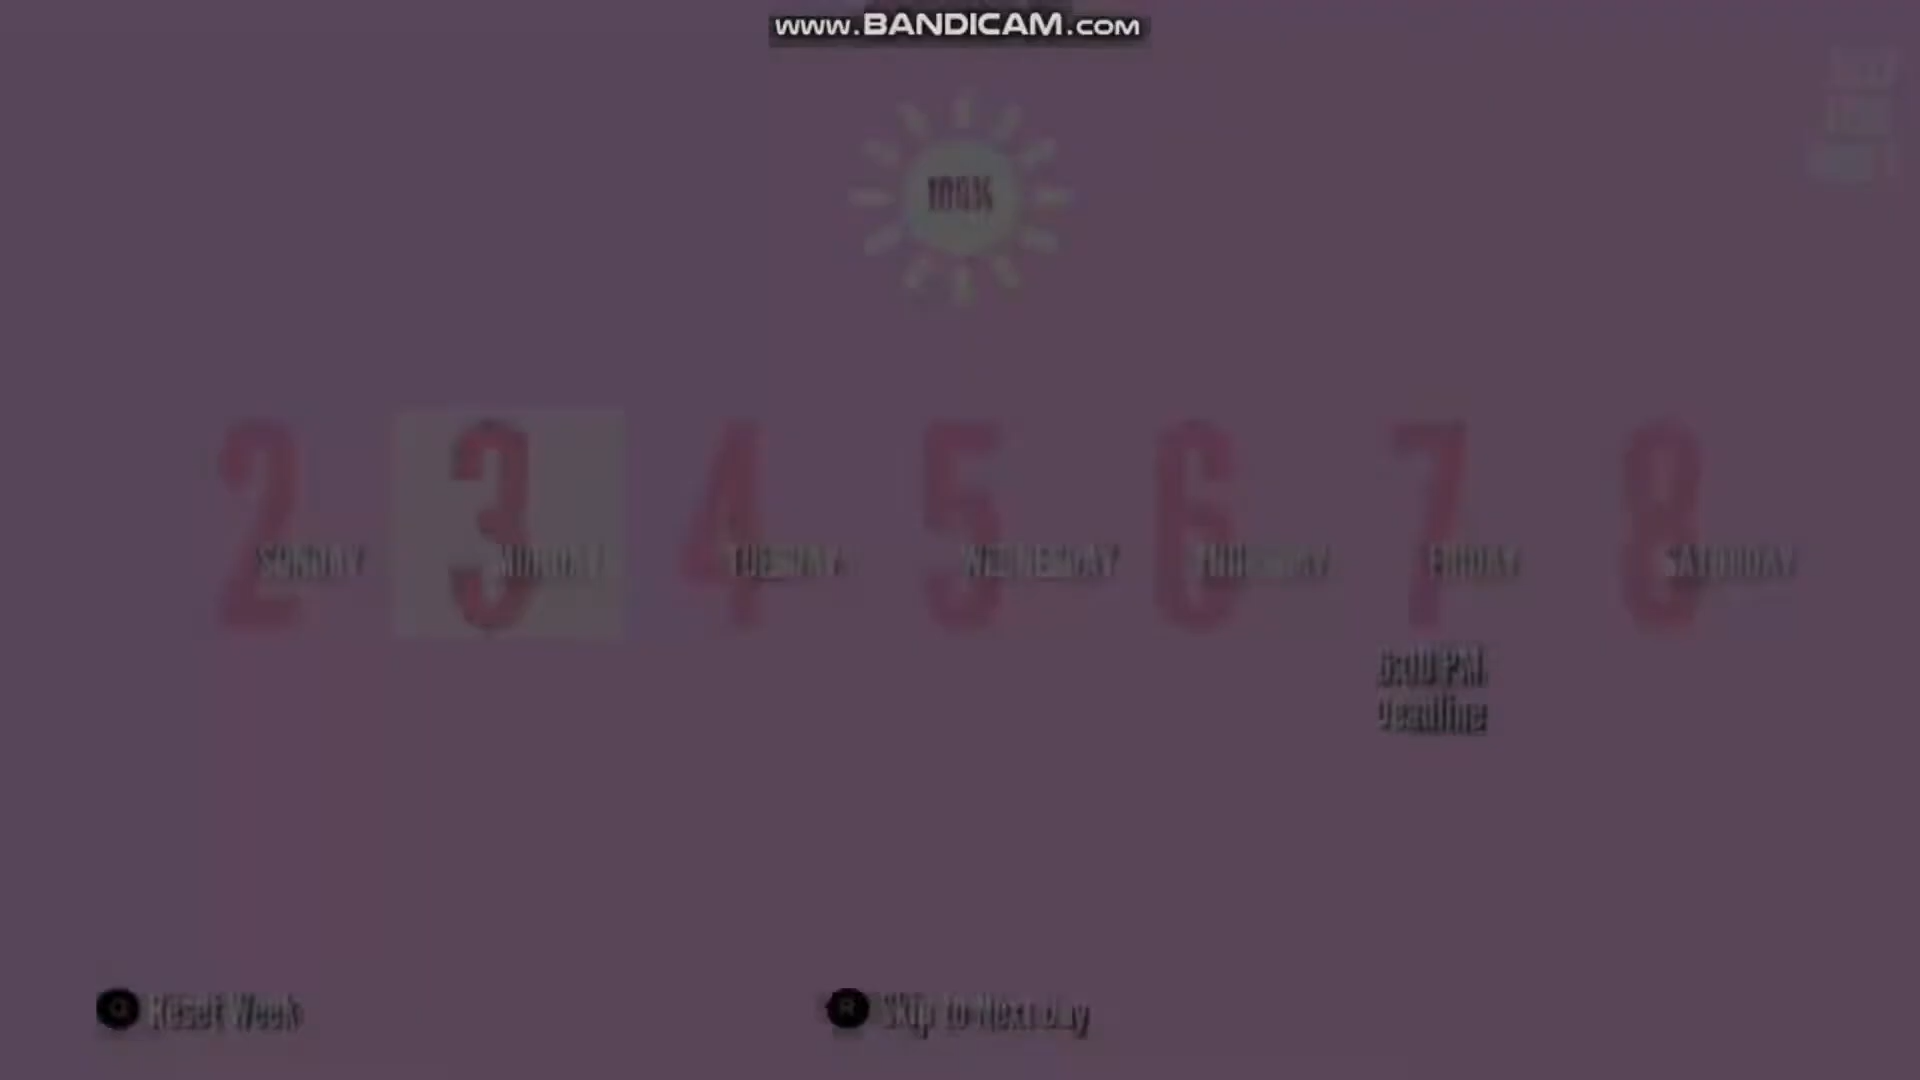 www.BANDICAM.com
100%
2 SUNDAY
3 MONDAY
4 TUESDAY
5 WEDNESDAY
6 THURSDAY
7 FRIDAY
8 SATURDAY
6:00 PM
Deadline
Reset Week
R Skip to Next Day